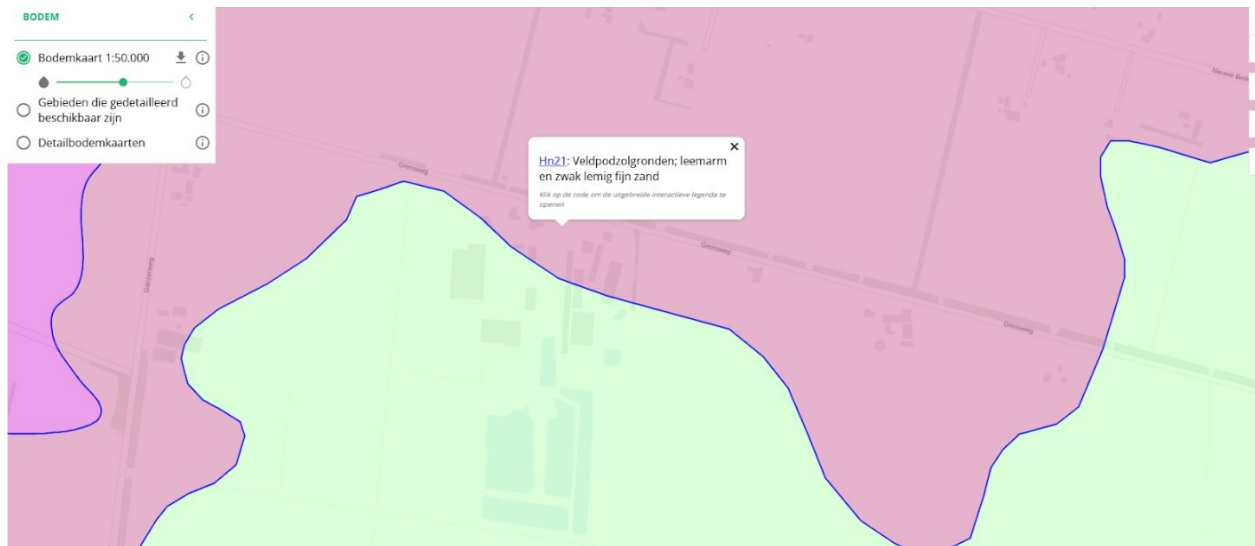 BODEM
Bodemkaart 1:50.000
Gebieden die gedetailleerd
beschikbaar zijn
Detailbodemkaarten
Hn21: Veldpodzolgronden; leemarm
en zwak lemig fijn zand
Klik op de code om de uitgebreide interactieve legenda te
openen
Grensweg
Grensweg
Grensweg
Nieuwe